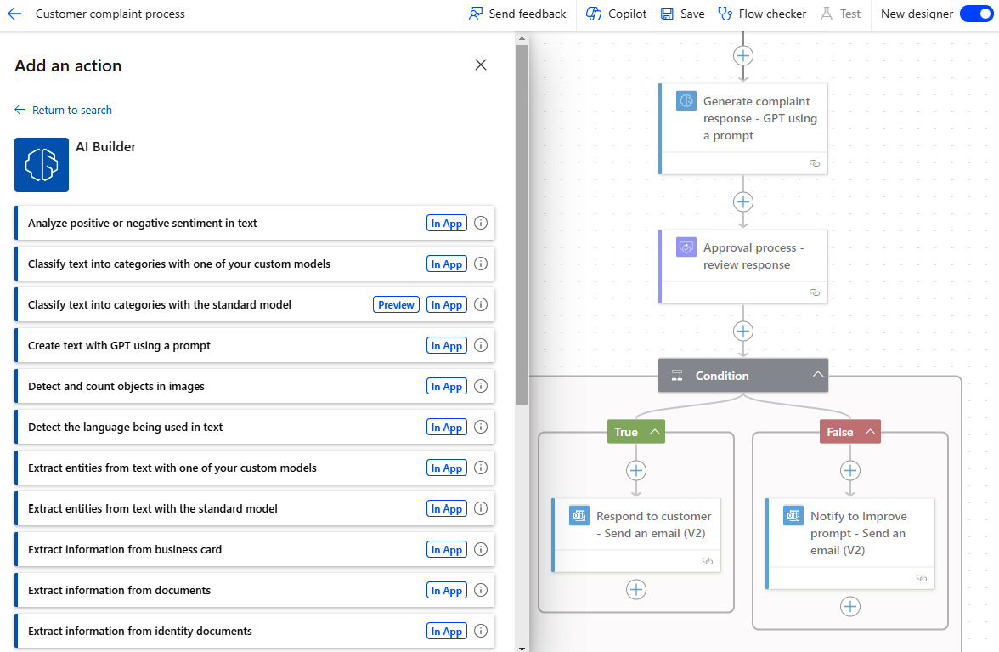 Customer complaint process
Send feedback
Copilot
Save
Flow checker
Test
New designer
Add an action
Return to search
AI Builder
Analyze positive or negative sentiment in text
In App
Classify text into categories with one of your custom models
In App
Classify text into categories with the standard model
Preview
In App
Create text with GPT using a prompt
In App
Detect and count objects in images
In App
Detect the language being used in text
In App
Extract entities from text with one of your custom models
In App
Extract entities from text with the standard model
In App
Extract information from business card
In App
Extract information from documents
In App
Extract information from identity documents
In App
Generate complaint
response - GPT using
a prompt
Approval process -
review response
Condition
True
False
Respond to customer
- Send an email (V2)
Notify to Improve
prompt - Send an
email (V2)